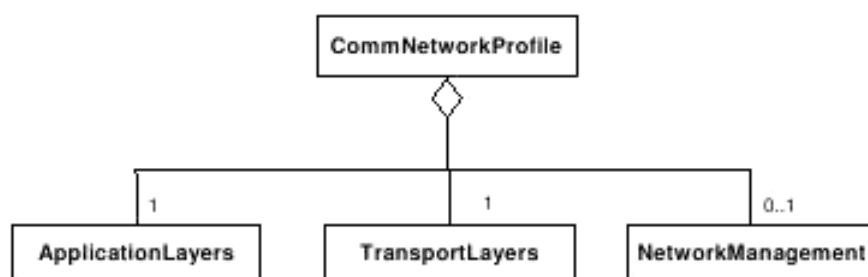 CommNetworkProfile
1
1
0..1
ApplicationLayers
TransportLayers
NetworkManagement